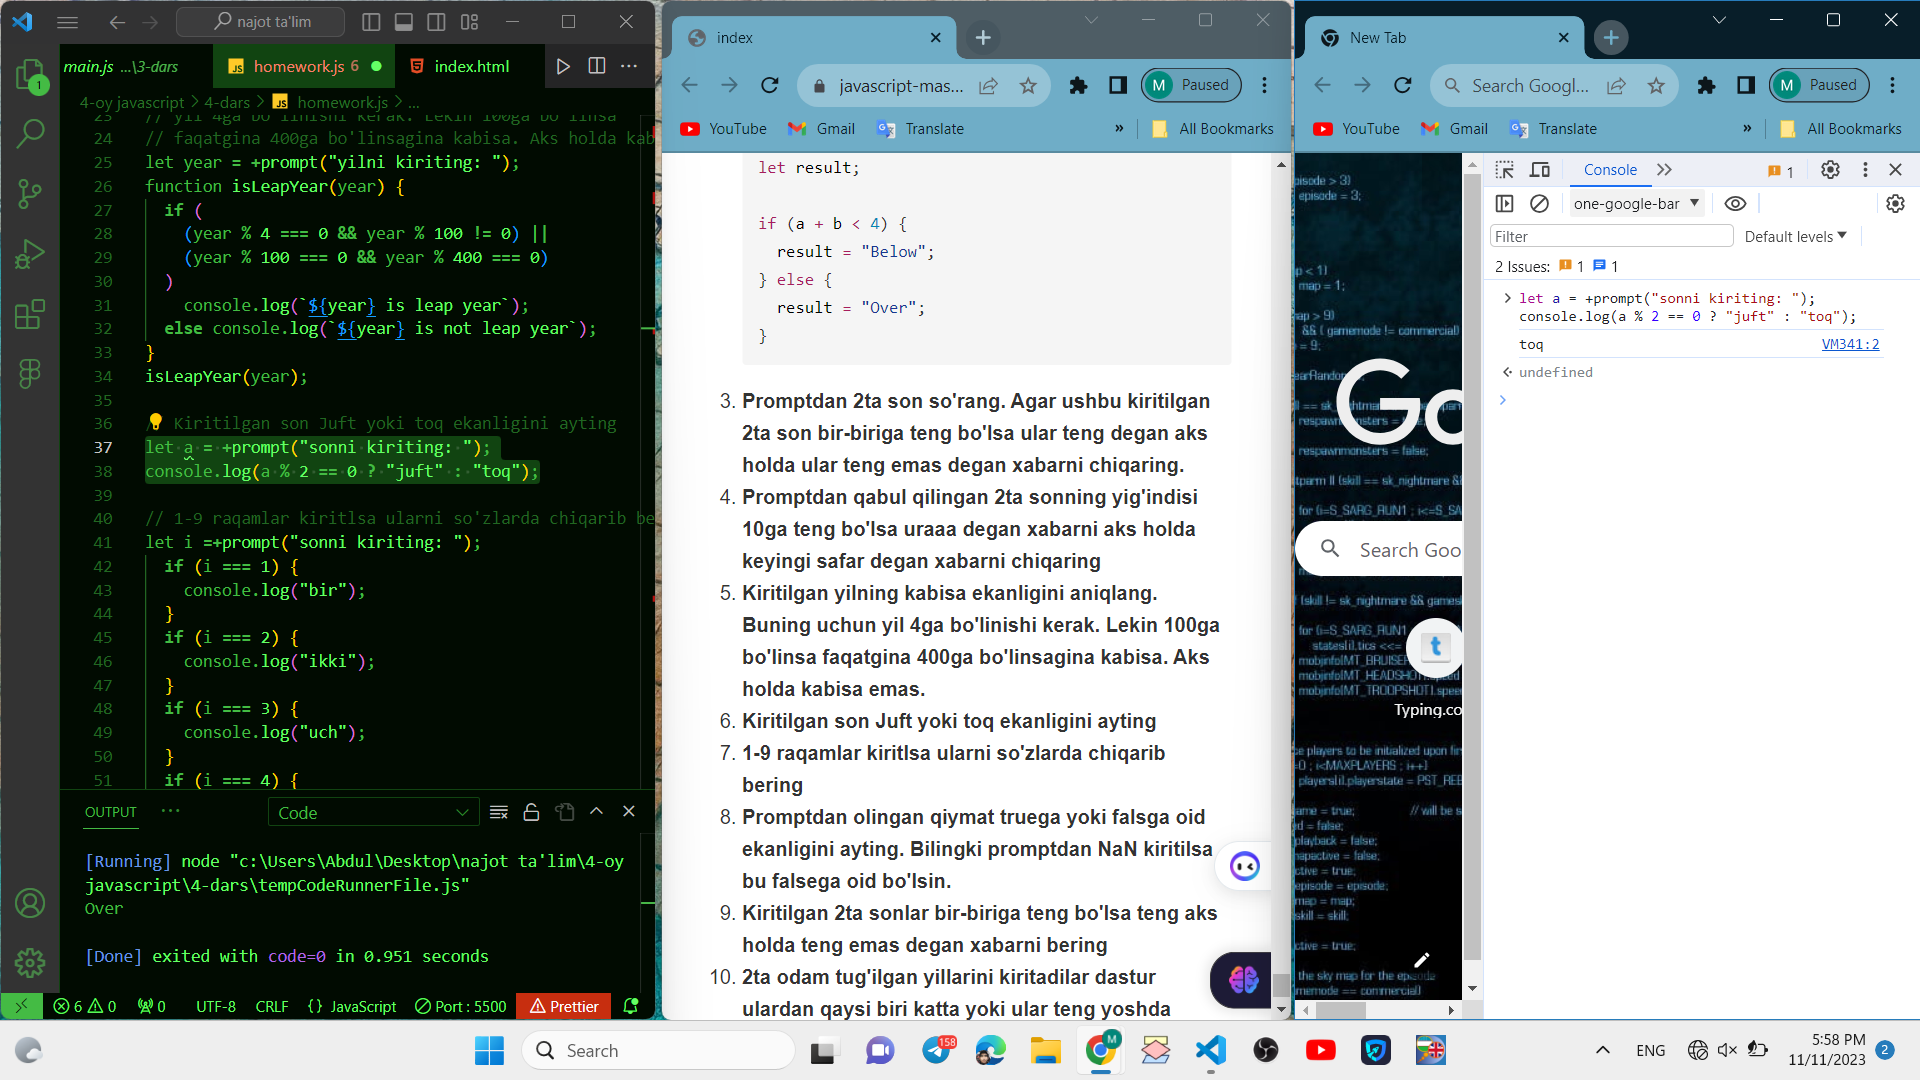 najot ta'lim
main.js ...\3-dars
homework.js 6
index.html
4-oy javascript > 4-dars > homework.js > ...
24 // faqatgina 400ga bo'linsagina kabisa. Aks holda kab
25 let year = +prompt("yilni kiriting: ");
26 function isLeapYear(year) {
27 if (
28 (year % 4 === 0 && year % 100 != 0) ||
29 (year % 100 === 0 && year % 400 === 0)
30 )
31 console.log(`${year} is leap year`);
32 else console.log(`${year} is not leap year`);
33 }
34 isLeapYear(year);
35
36 / Kiritilgan son Juft yoki toq ekanligini ayting
37 let a = +prompt("sonni kiriting: ");
38 console.log(a % 2 == 0 ? "juft" : "toq");
39
40 // 1-9 raqamlar kiritlsa ularni so'zlarda chiqarib be
41 let i =+prompt("sonni kiriting: ");
42 if (i === 1) {
43 console.log("bir");
44 }
45 if (i === 2) {
46 console.log("ikki");
47 }
48 if (i === 3) {
49 console.log("uch");
50 }
51 if (i === 4) {
OUTPUT
Code
[Running] node "c:\Users\Abdul\Desktop\najot ta'lim\4-oy
javascript\4-dars\tempCodeRunnerFile.js"
Over
[Done] exited with code=0 in 0.951 seconds
6 0 0 UTF-8 CRLF {} JavaScript Port : 5500 Prettier
index
javascript-mas... M Paused
YouTube Gmail Translate » All Bookmarks
let result;
if (a + b < 4) {
result = "Below";
} else {
result = "Over";
}
3. Promptdan 2ta son so'rang. Agar ushbu kiritilgan
2ta son bir-biriga teng bo'lsa ular teng degan aks
holda ular teng emas degan xabarni chiqaring.
4. Promptdan qabul qilingan 2ta sonning yig'indisi
10ga teng bo'lsa uraaa degan xabarni aks holda
keyingi safar degan xabarni chiqaring
5. Kiritilgan yilning kabisa ekanligini aniqlang.
Buning uchun yil 4ga bo'linishi kerak. Lekin 100ga
bo'linsa faqatgina 400ga bo'linsagina kabisa. Aks
holda kabisa emas.
6. Kiritilgan son Juft yoki toq ekanligini ayting
7. 1-9 raqamlar kiritlsa ularni so'zlarda chiqarib
bering
8. Promptdan olingan qiymat truega yoki falsga oid
ekanligini ayting. Bilingki promptdan NaN kiritilsa
bu falsega oid bo'lsin.
9. Kiritilgan 2ta sonlar bir-biriga teng bo'lsa teng aks
holda teng emas degan xabarni bering
10. 2ta odam tug'ilgan yillarini kiritadilar dastur
ulardan qaysi biri katta yoki ular teng yoshda
New Tab
Search Googl... M Paused
YouTube Gmail Translate » All Bookmarks
Go
Search Goo
t
Typing.co
Console » 1
one-google-bar
Filter Default levels
2 Issues: 1 1
let a = +prompt("sonni kiriting: ");
console.log(a % 2 == 0 ? "juft" : "toq");
toq VM341:2
undefined
Search
158
M
ENG
5:58 PM
11/11/2023
2